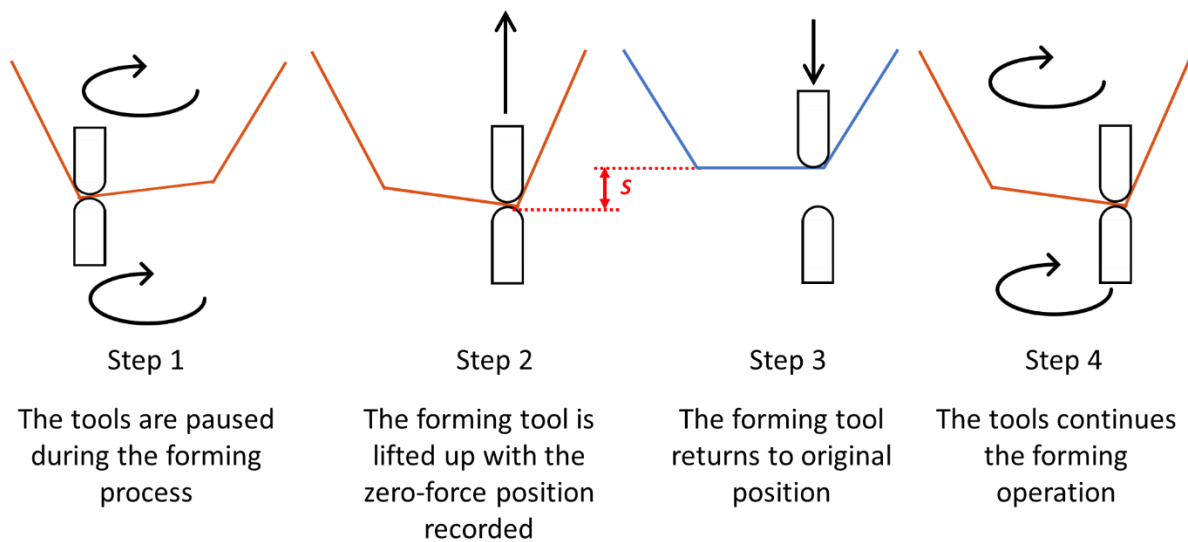 S
Step 1
The tools are paused
during the forming
process
Step 2
The forming tool is
lifted up with the
zero-force position
recorded
Step 3
The forming tool
returns to original
position
Step 4
The tools continues
the forming
operation